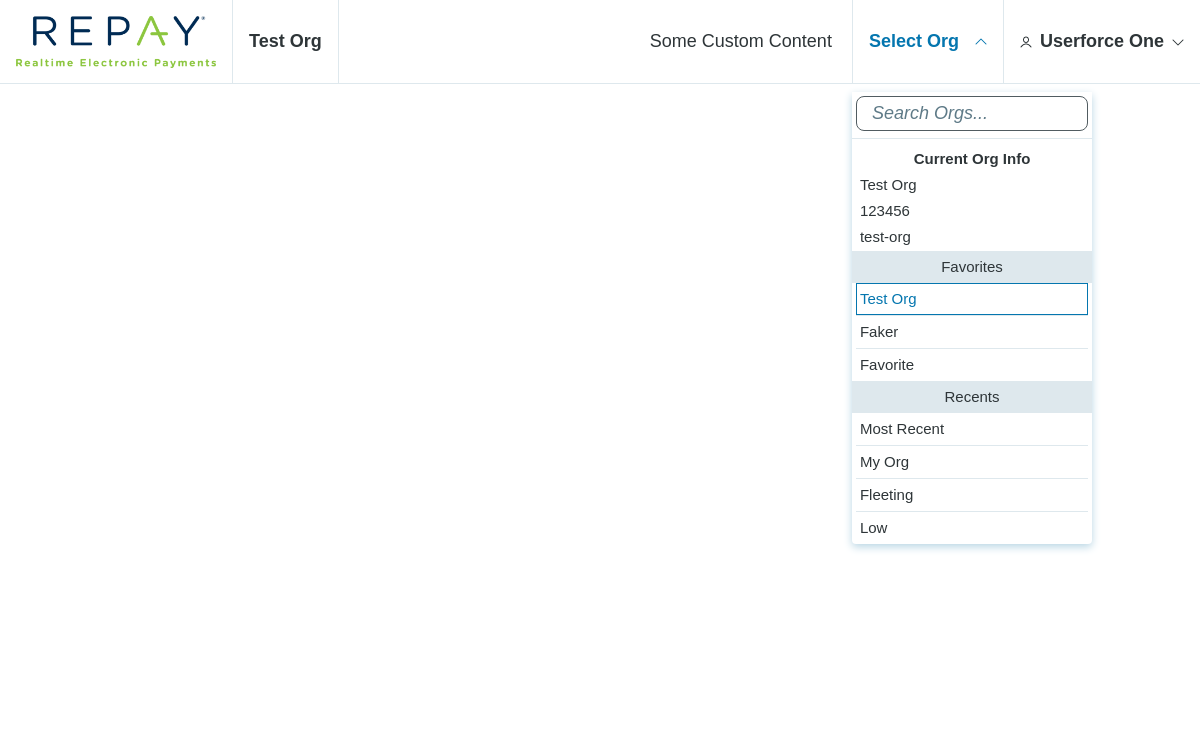 REPAY®
Realtime Electronic Payments
Test Org
Some Custom Content
Select Org
Userforce One
Search Orgs...
Current Org Info
Test Org
123456
test-org
Favorites
Test Org
Faker
Favorite
Recents
Most Recent
My Org
Fleeting
Low